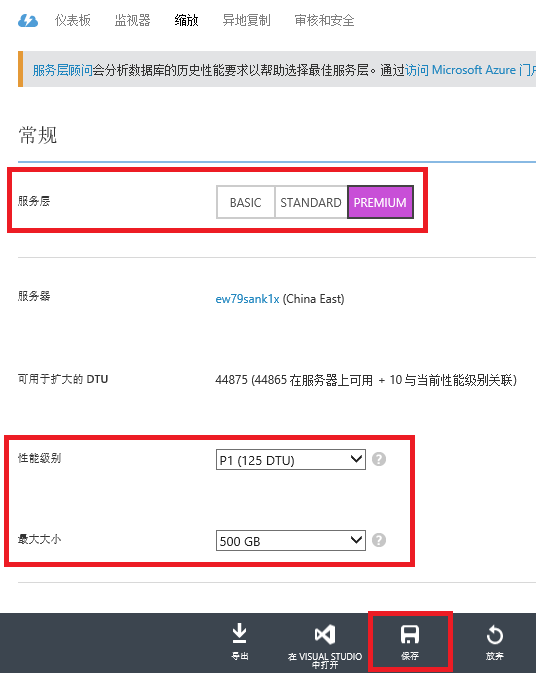 仪表板 监视器 缩放 异地复制 审核和安全
服务层顾问会分析数据库的历史性能要求以帮助选择最佳服务层。通过访问 Microsoft Azure 门户
常规
服务层 BASIC STANDARD PREMIUM
服务器 ew79sank1x (China East)
可用于扩大的 DTU 44875 (44865 在服务器上可用 + 10 与当前性能级别关联)
性能级别 P1 (125 DTU) ?
最大大小 500 GB ?
导出 在 VISUAL STUDIO 中打开 保存 放弃